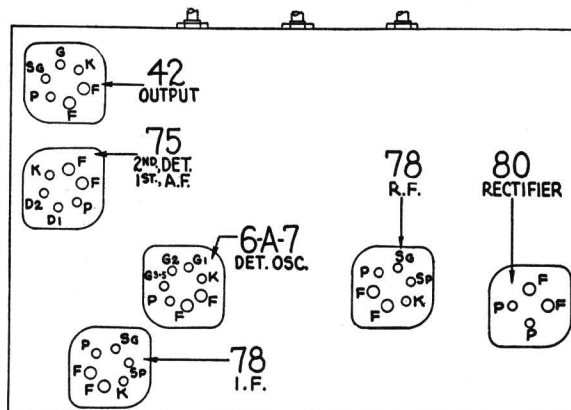 G
SG K
P F
F
42
OUTPUT
75
2ND, DET.
1ST., A.F.
K F
F
D2 P
D1
6-A-7
DET. OSC.
G2 G1
G3-5 K
P F
F
78
R.F.
SG
P SP
F K
F
80
RECTIFIER
F
P F
P
78
I.F.
SG
P SP
F K
F